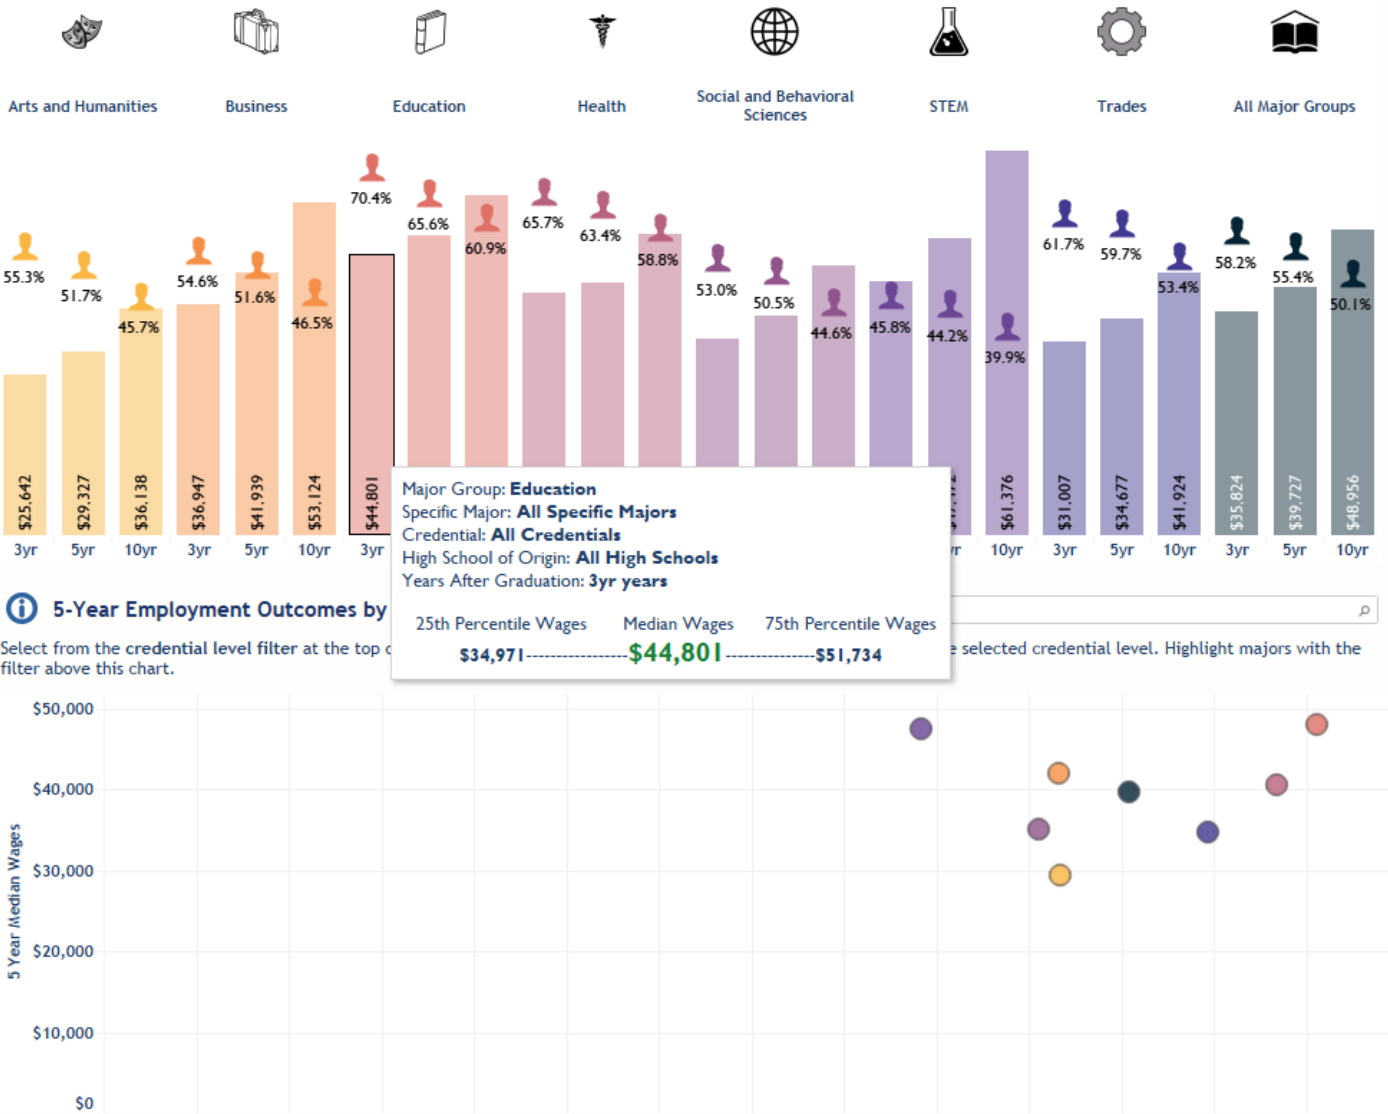 Arts and Humanities
Business
Education
Health
Social and Behavioral
Sciences
STEM
Trades
All Major Groups
55.3%
51.7%
45.7%
54.6%
51.6%
46.5%
70.4%
65.6%
60.9%
65.7%
63.4%
58.8%
53.0%
50.5%
44.6%
45.8%
44.2%
39.9%
61.7%
59.7%
53.4%
58.2%
55.4%
50.1%
$25,642
$29,327
$36,138
$36,947
$41,939
$53,124
$44,801
$61,376
$31,007
$34,677
$41,924
$35,824
$39,727
$48,956
3yr
5yr
10yr
3yr
5yr
10yr
3yr
10yr
3yr
5yr
10yr
3yr
5yr
10yr
Major Group: Education
Specific Major: All Specific Majors
Credential: All Credentials
High School of Origin: All High Schools
Years After Graduation: 3yr years
25th Percentile Wages Median Wages 75th Percentile Wages
$34,971-----------------$44,801---------------$51,734
5-Year Employment Outcomes by
Select from the credential level filter at the top
selected credential level. Highlight majors with the
filter above this chart.
$50,000
$40,000
$30,000
$20,000
$10,000
$0
5 Year Median Wages